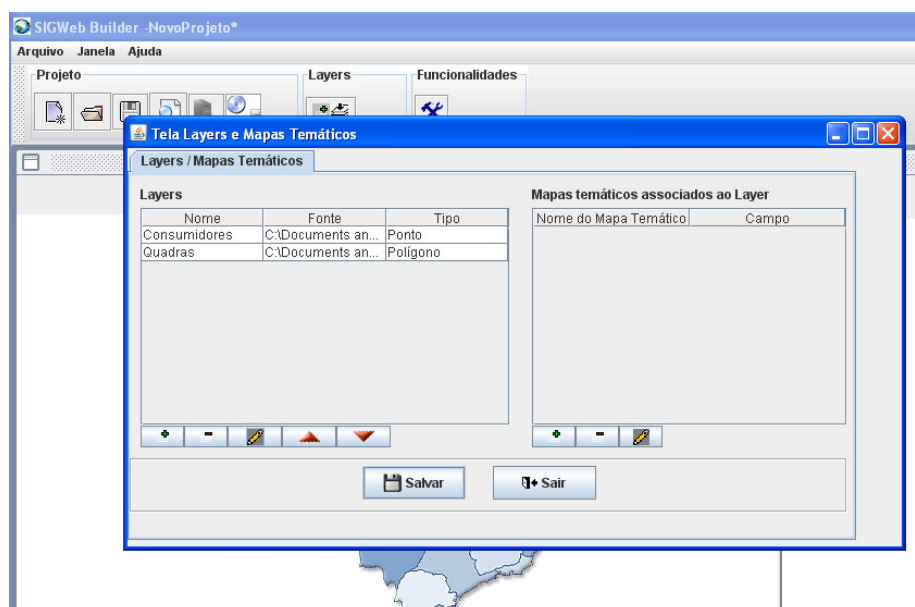 SIGWeb Builder -NovoProjeto*
Arquivo Janela Ajuda
Projeto Layers Funcionalidades
Tela Layers e Mapas Temáticos
Layers / Mapas Temáticos
Layers Mapas temáticos associados ao Layer
Nome Fonte Tipo Nome do Mapa Temático Campo
Consumidores C:\Documents an... Ponto
Quadras C:\Documents an... Polígono
Salvar Sair